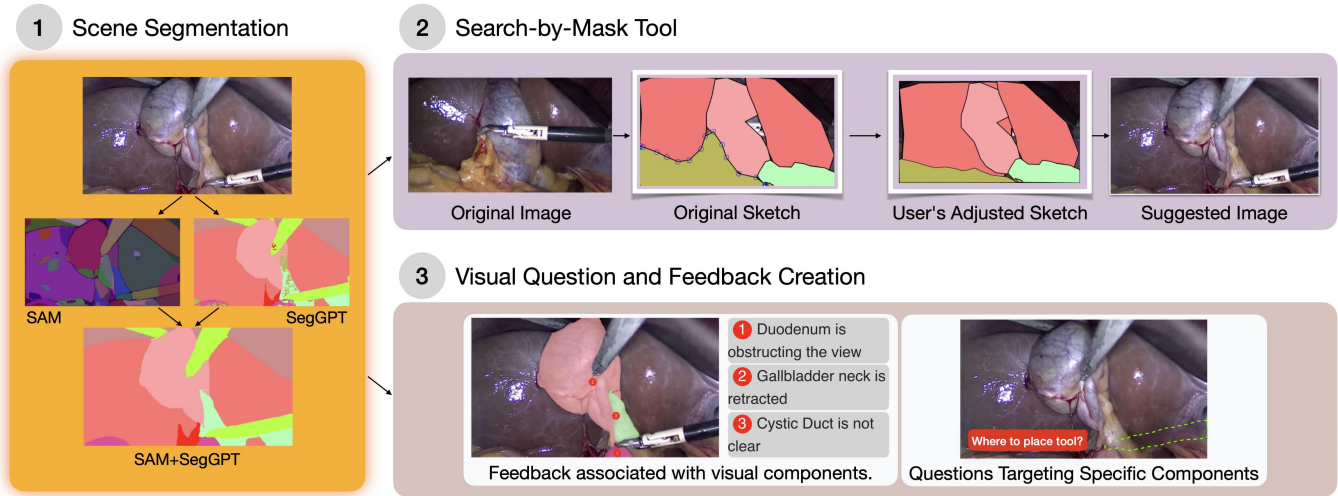 1 Scene Segmentation
SAM
SegGPT
SAM+SegGPT
2 Search-by-Mask Tool
Original Image
Original Sketch
User's Adjusted Sketch
Suggested Image
3 Visual Question and Feedback Creation
1 Duodenum is
obstructing the view
2 Gallbladder neck is
retracted
3 Cystic Duct is not
clear
Feedback associated with visual components.
Where to place tool?
Questions Targeting Specific Components